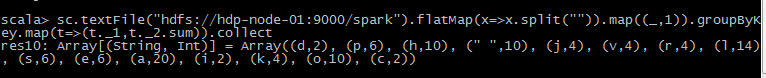 scala> sc.textFile("hdfs://hdp-node-01:9000/spark").flatMap(x=>x.split("")).map((_,1)).groupByK
ey.map(t=>(t._1,t._2.sum)).collect
res10: Array[(String, Int)] = Array((d,2), (p,6), (h,10), (" ",10), (j,4), (v,4), (r,4), (l,14)
, (s,6), (e,6), (a,20), (i,2), (k,4), (o,10), (c,2))